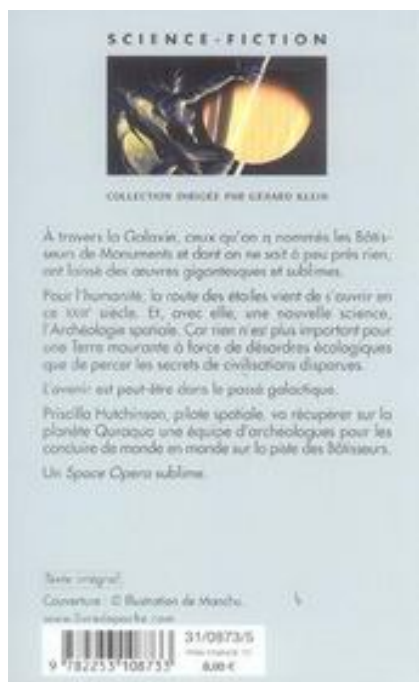 SCIENCE-FICTION
COLLECTION DIRIGÉE PAR GÉRARD KLEIN
À travers la Galaxie, ceux qu'on a nommés les Bâtis-
seurs de Monuments et dont on ne sait à peu près rien,
ont laissé des œuvres gigantesques et sublimes.
Pour l'humanité, la route des étoiles vient de s'ouvrir en
ce XXIIIe siècle. Et, avec elle, une nouvelle science,
l'Archéologie spatiale. Car rien n'est plus important pour
une Terre mourante à force de désordres écologiques
que de percer les secrets de civilisations disparues.
L'avenir est peut-être dans le passé galactique.
Priscilla Hutchinson, pilote spatiale, va récupérer sur la
planète Quraqua une équipe d'archéologues pour les
conduire de monde en monde sur la piste des Bâtisseurs.
Un Space Opera sublime.
Texte intégral.
Couverture : © Illustration de Manchu.
www.livredepoche.com
31/0873/5
8,00 €
9 782253 108733